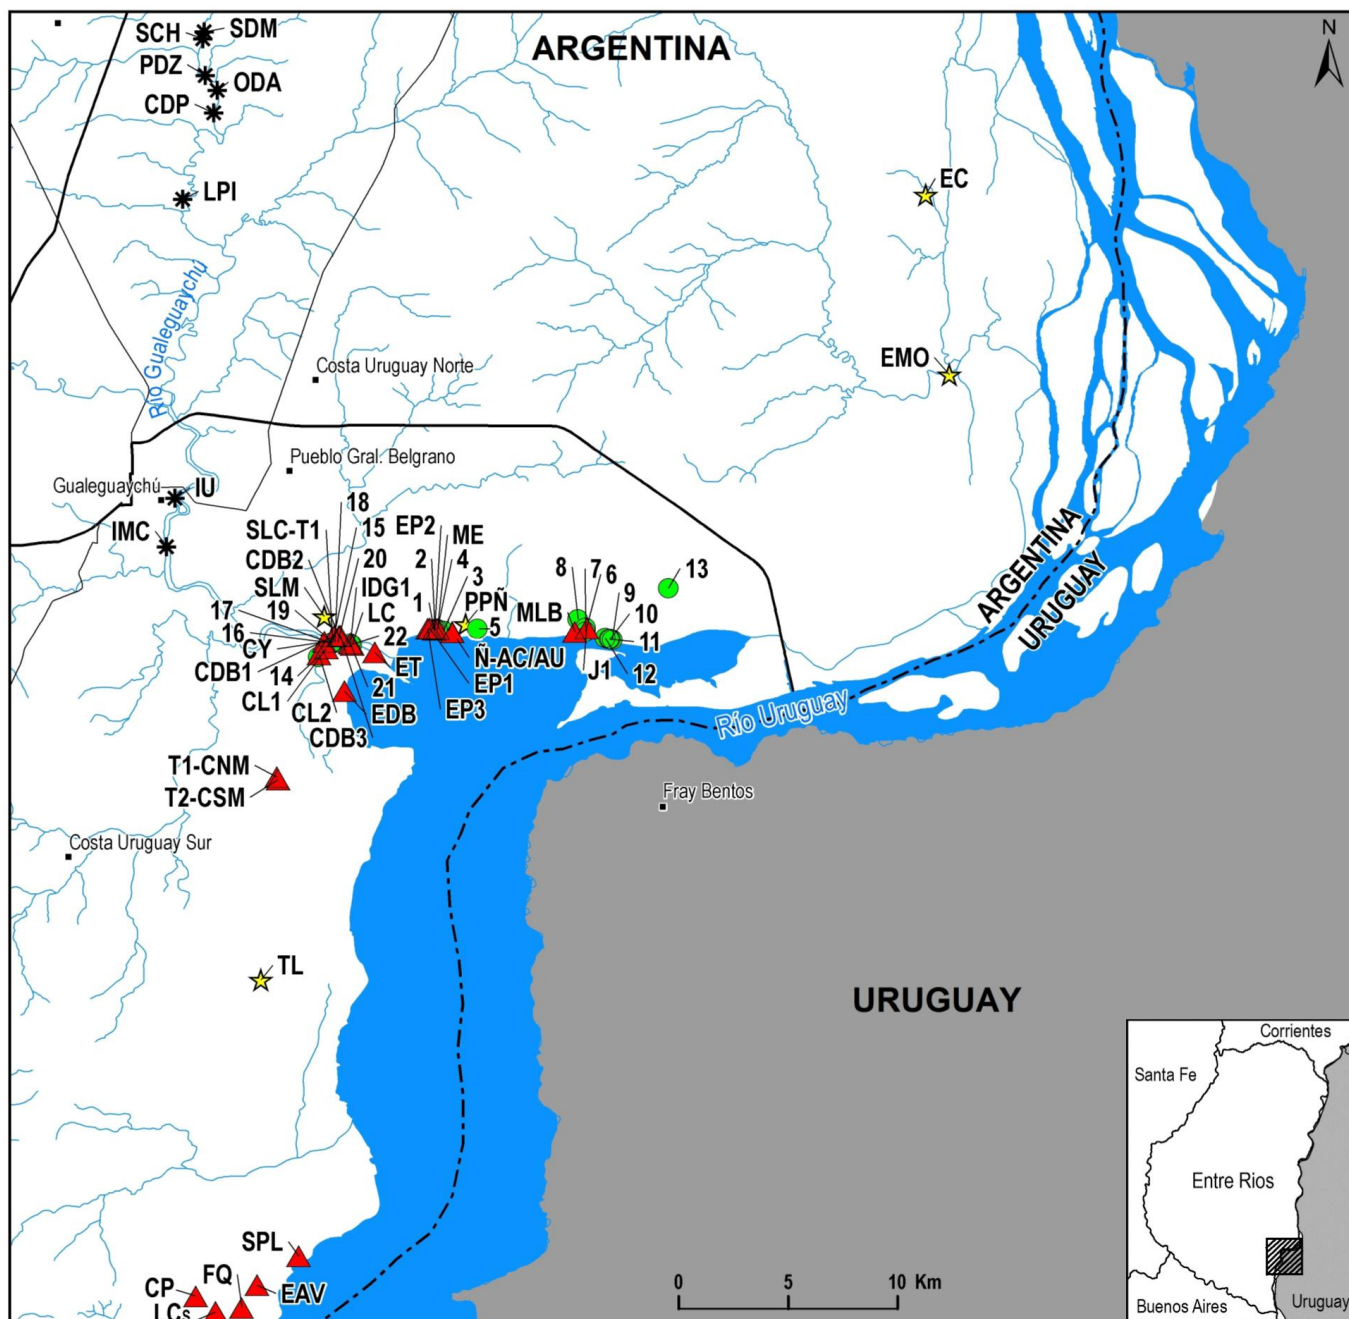 SCH
SDM
ARGENTINA
N
PDZ
ODA
CDP
LPI
EC
Río Gualeguaychú
EMO
Costa Uruguay Norte
Pueblo Gral. Belgrano
Gualeguaychú
IU
IMC
18
SLC-T1
15
EP2
ME
CDB2
20
2
4
SLM
IDG1
3
8
7
6
13
17
19
LC
1
PPÑ
MLB
9
16
22
5
10
CY
ET
Ñ-AC/AU
11
CDB1
14
21
EP1
J1
12
CL1
CL2
EDB
EP3
CDB3
ARGENTINA
URUGUAY
Río Uruguay
T1-CNM
T2-CSM
Fray Bentos
Costa Uruguay Sur
TL
URUGUAY
Corrientes
Santa Fe
Entre Rios
Buenos Aires
Uruguay
SPL
FQ
EAV
CP
LCs
0
5
10 Km